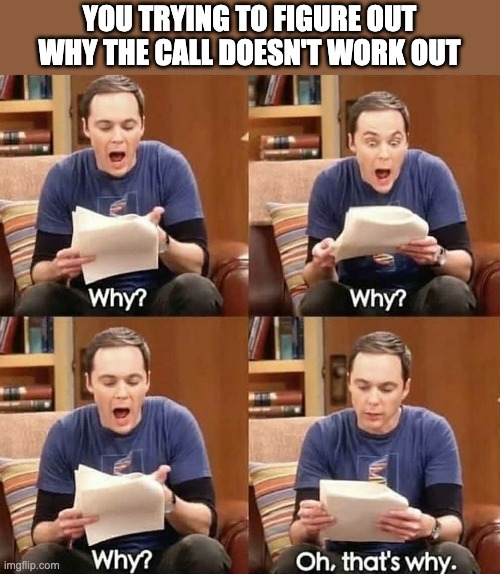 YOU TRYING TO FIGURE OUT
WHY THE CALL DOESN'T WORK OUT
Why?
Why?
Why?
Oh, that's why.
imgflip.com